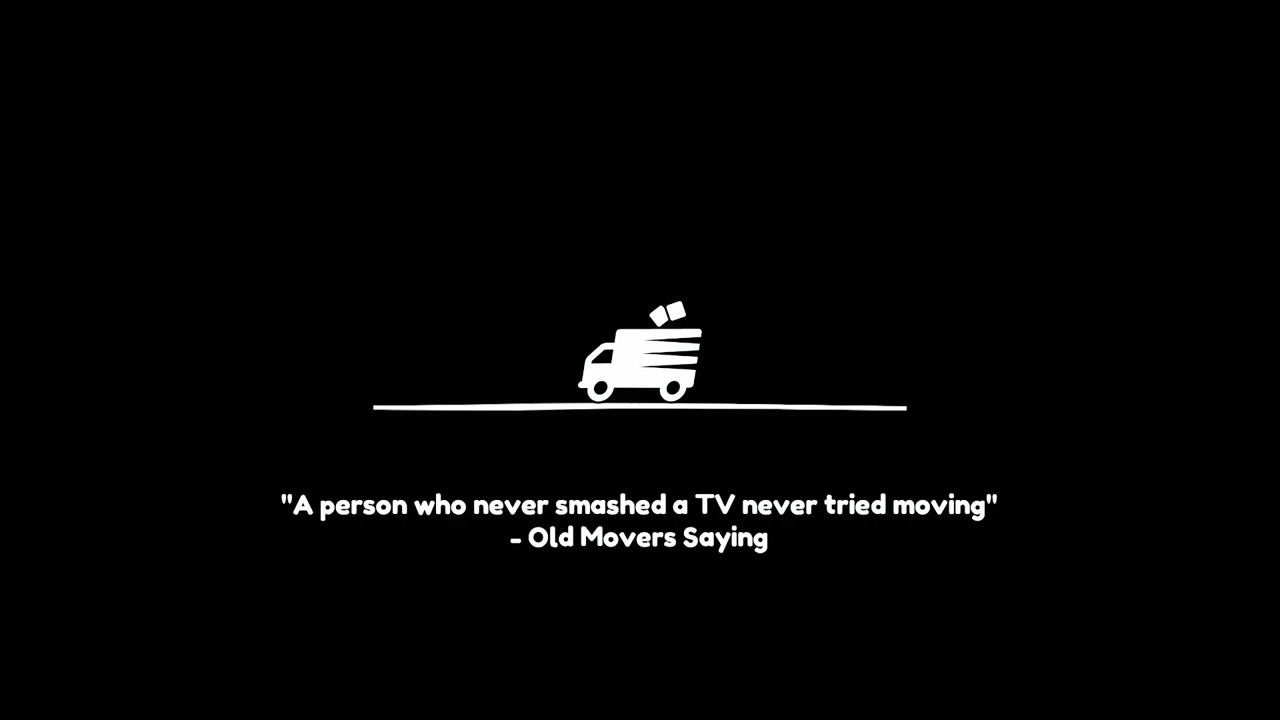 "A person who never smashed a TV never tried moving"
- Old Movers Saying